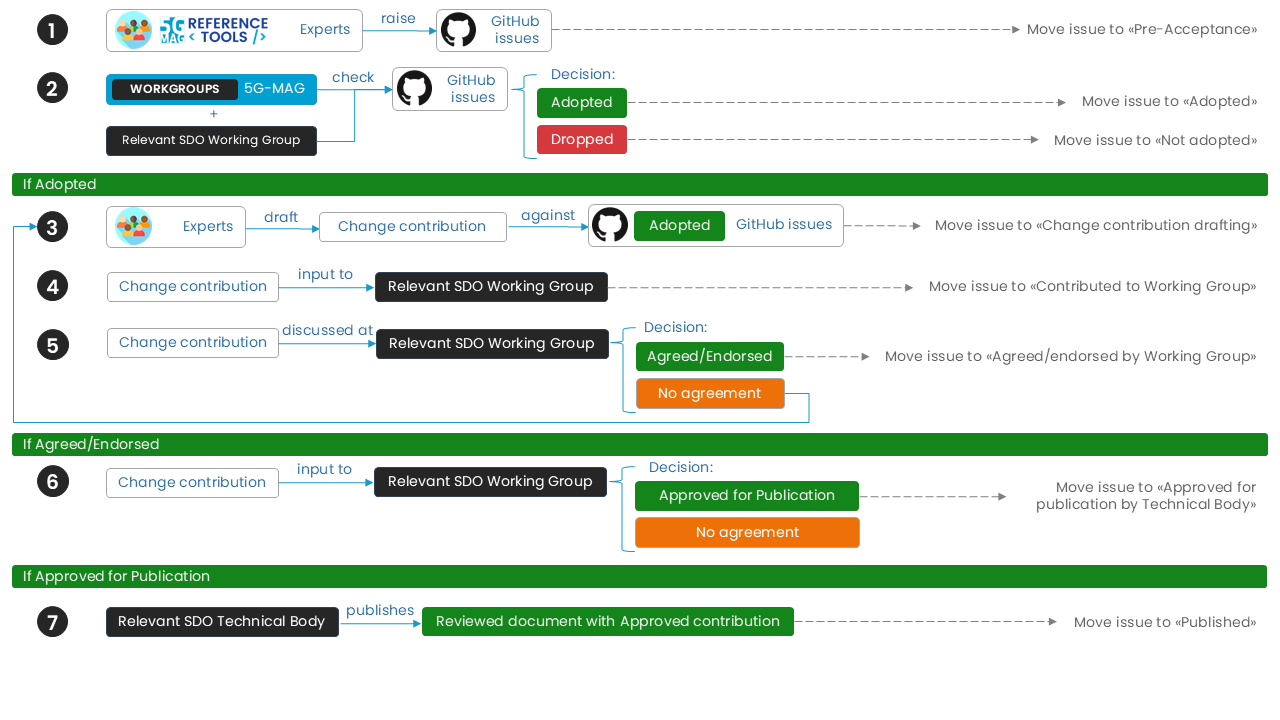 1
5G
MAG
REFERENCE
< TOOLS />
Experts
raise
GitHub
issues
Move issue to «Pre-Acceptance»
2
WORKGROUPS
5G-MAG
+
Relevant SDO Working Group
check
GitHub
issues
Decision:
Adopted
Move issue to «Adopted»
Dropped
Move issue to «Not adopted»
If Adopted
3
Experts
draft
Change contribution
against
Adopted
GitHub issues
Move issue to «Change contribution drafting»
4
Change contribution
input to
Relevant SDO Working Group
Move issue to «Contributed to Working Group»
5
Change contribution
discussed at
Relevant SDO Working Group
Decision:
Agreed/Endorsed
Move issue to «Agreed/endorsed by Working Group»
No agreement
If Agreed/Endorsed
6
Change contribution
input to
Relevant SDO Working Group
Decision:
Approved for Publication
Move issue to «Approved for
publication by Technical Body»
No agreement
If Approved for Publication
7
Relevant SDO Technical Body
publishes
Reviewed document with Approved contribution
Move issue to «Published»